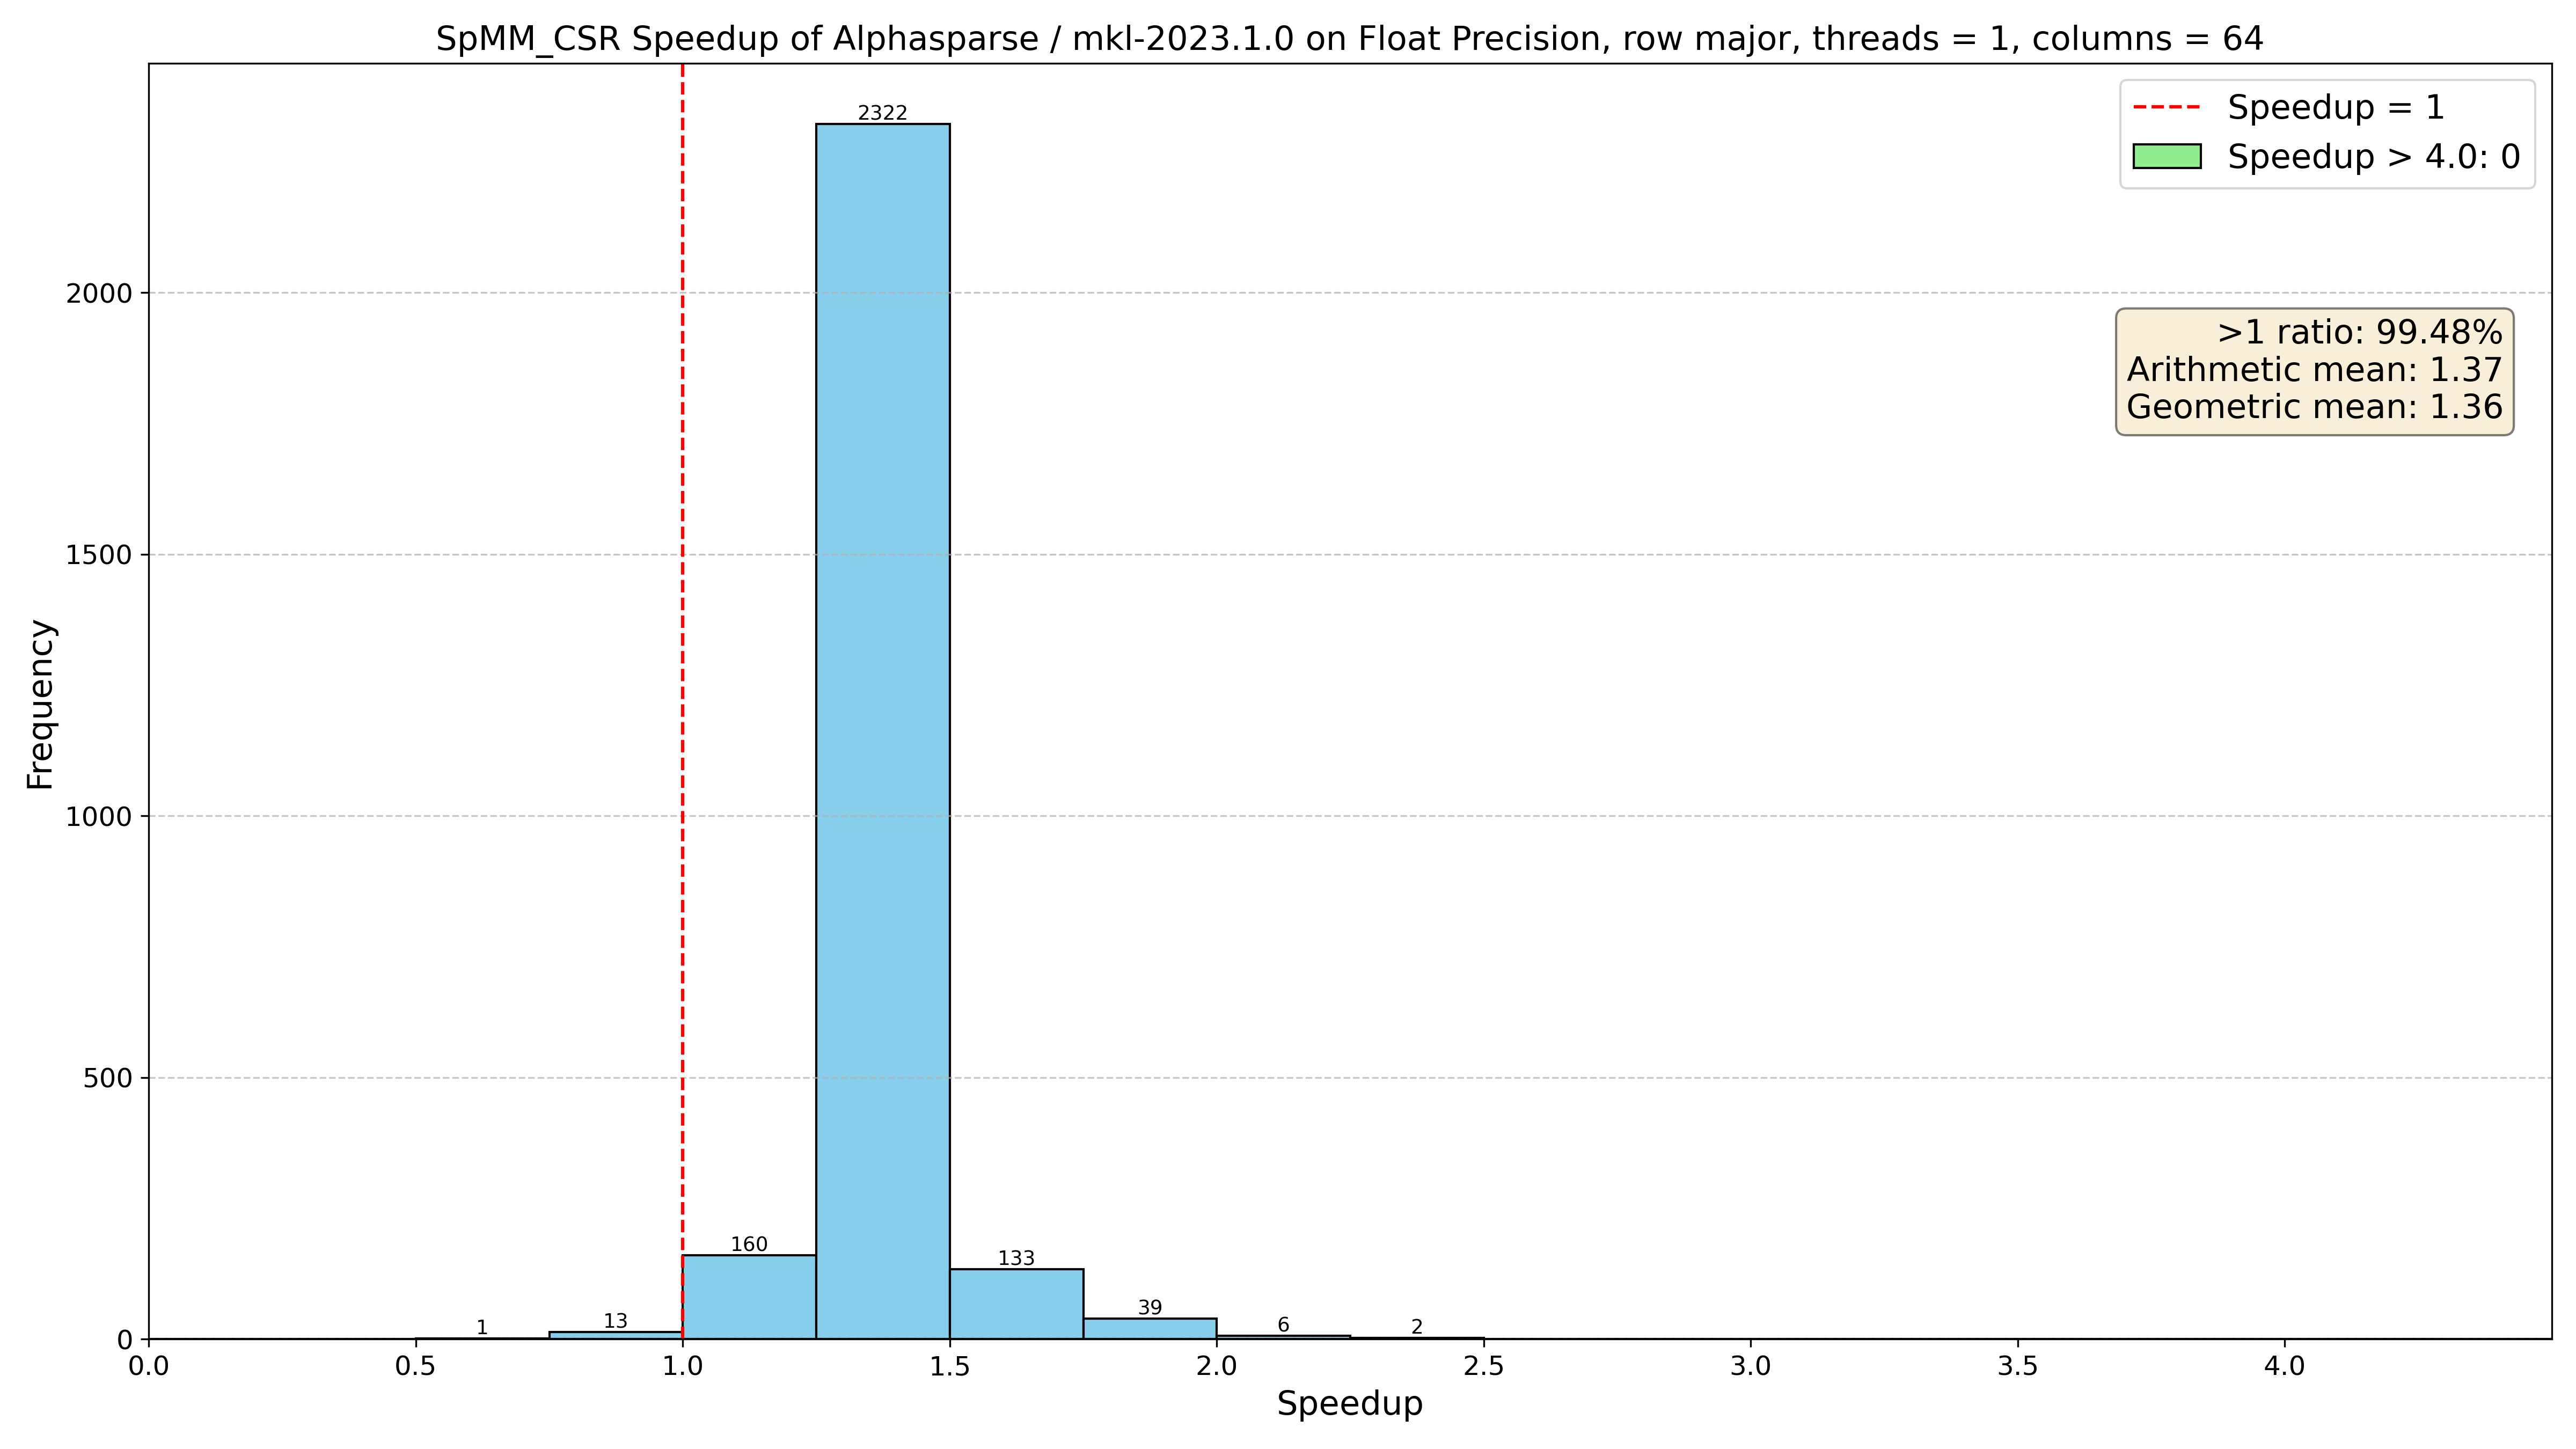 SpMM_CSR Speedup of Alphasparse / mkl-2023.1.0 on Float Precision, row major, threads = 1, columns = 64
Speedup = 1
Speedup > 4.0: 0
>1 ratio: 99.48%
Arithmetic mean: 1.37
Geometric mean: 1.36
Frequency
2000
1500
1000
500
0
2322
160
133
39
13
6
1
2
0.0
0.5
1.0
1.5
2.0
2.5
3.0
3.5
4.0
Speedup